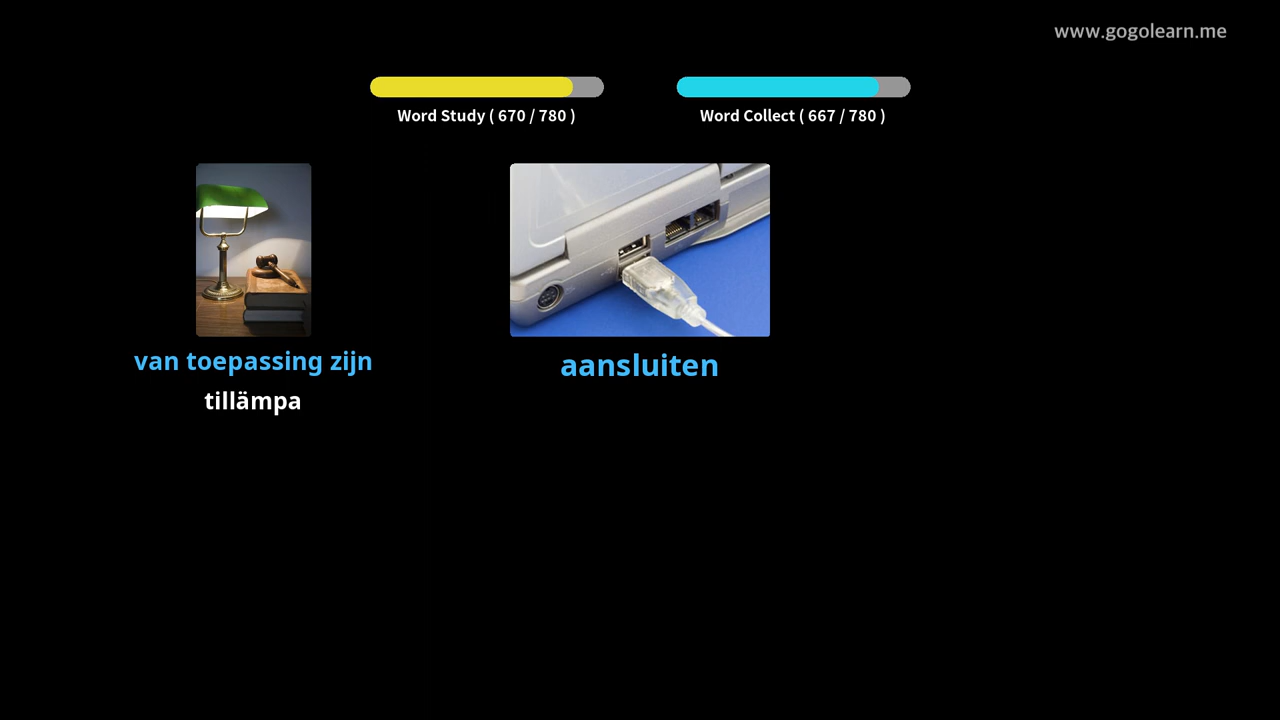 www.gogolearn.me
Word Study ( 670 / 780 )
Word Collect ( 667 / 780 )
van toepassing zijn
tillämpa
aansluiten